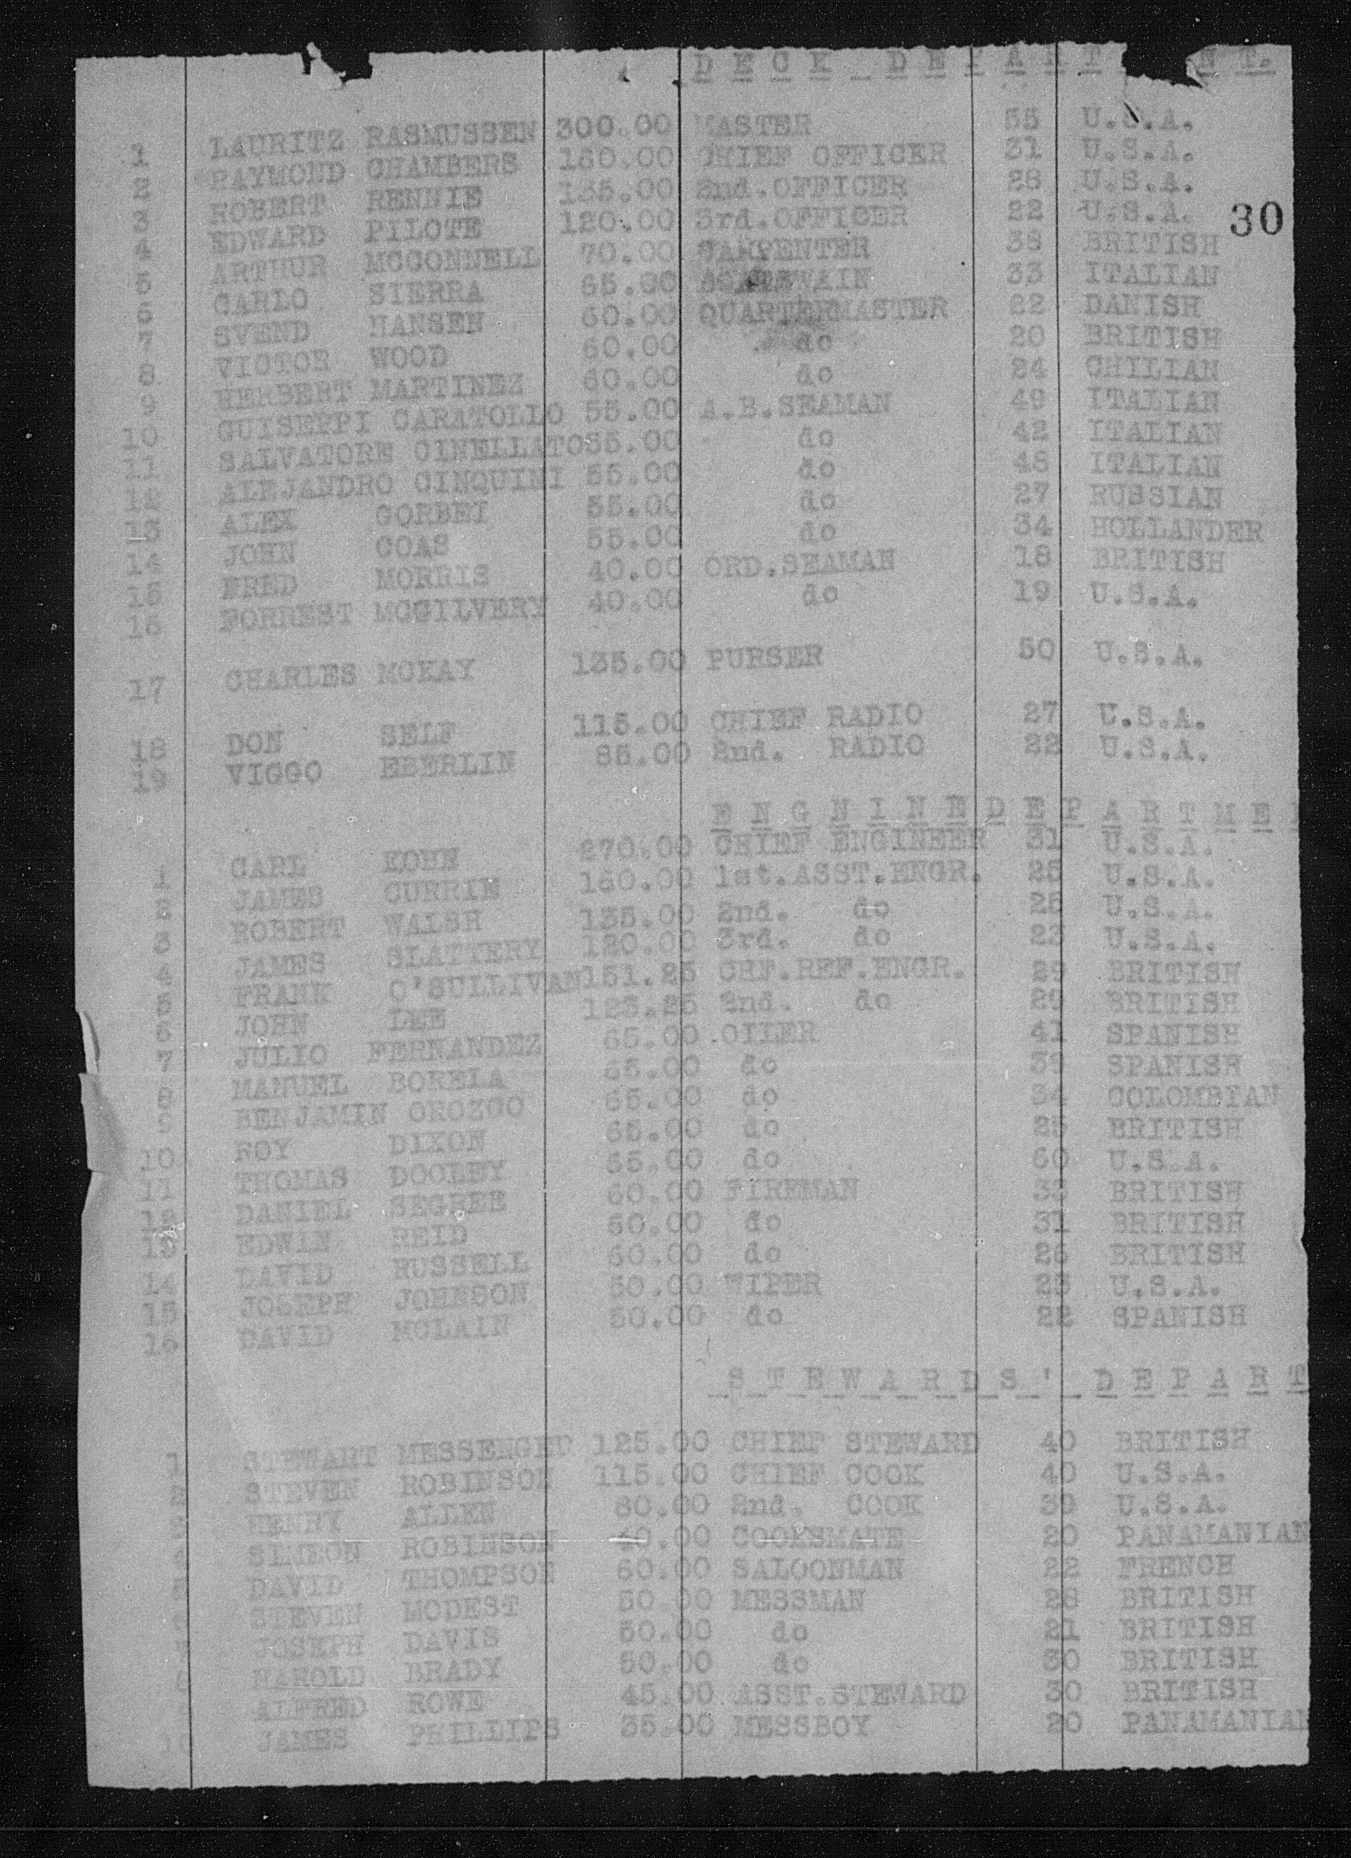 DECK DEPARTMENT.
1 LAURITZ RASMUSSEN 300.00 MASTER 55 U.S.A.
2 RAYMOND CHAMBERS 160.00 CHIEF OFFICER 31 U.S.A.
3 ROBERT RENNIE 135.00 2nd.OFFICER 28 U.S.A.
4 EDWARD PILOTE 120.00 3rd.OFFICER 22 U.S.A.
30
5 ARTHUR MCCONNELL 70.00 CARPENTER 38 BRITISH
6 CARLO SIERRA 65.00 BOATSWAIN 33 ITALIAN
7 SVEND HANSEN 60.00 QUARTERMASTER 22 DANISH
8 VICTOR WOOD 60.00 do 20 BRITISH
9 HERBERT MARTINEZ 60.00 do 24 CHILIAN
10 GUISEPPI CARATOLLO 55.00 A.B.SEAMAN 49 ITALIAN
11 SALVATORE CINELLATO 55.00 do 42 ITALIAN
12 ALEJANDRO CINQUINI 55.00 do 48 ITALIAN
13 ALEX GORBEI 55.00 do 27 RUSSIAN
14 JOHN COAS 55.00 do 34 HOLLANDER
15 FRED MORRIS 40.00 ORD.SEAMAN 18 BRITISH
16 FORREST MCGILVERY 40.00 do 19 U.S.A.
17 CHARLES MCKAY 135.00 PURSER 50 U.S.A.
18 DON SELF 115.00 CHIEF RADIO 27 U.S.A.
19 VIGGO EBERLIN 85.00 2nd. RADIO 22 U.S.A.
ENGNINEDEPARTMEN
1 CARL KOHN 270.00 CHIEF ENGINEER 31 U.S.A.
2 JAMES CURRIM 160.00 1st.ASST.ENGR. 25 U.S.A.
3 ROBERT WALSH 135.00 2nd. do 25 U.S.A.
4 JAMES SLATTERY 120.00 3rd. do 23 U.S.A.
5 FRANK O'SULLIVAN 151.25 CHF.REF.ENGR. 29 BRITISH
6 JOHN LEE 123.25 2nd. do 29 BRITISH
7 JULIO FERNANDEZ 65.00 OILER 41 SPANISH
8 MANUEL BORELA 65.00 do 39 SPANISH
9 BENJAMIN OROZCO 65.00 do 34 COLOMBIAN
10 ROY DIXON 65.00 do 25 BRITISH
11 THOMAS DOOLEY 65.00 do 60 U.S.A.
12 DANIEL SEGREE 60.00 FIREMAN 33 BRITISH
13 EDWIN REID 60.00 do 31 BRITISH
14 DAVID RUSSELL 60.00 do 26 BRITISH
15 JOSEPH JOHNSON 50.00 WIPER 23 U.S.A.
16 DAVID MCLAIN 50.00 do 22 SPANISH
STEWARDS' DEPART
1 STEWART MESSENGER 125.00 CHIEF STEWARD 40 BRITISH
2 STEVEN ROBINSON 115.00 CHIEF COOK 40 U.S.A.
3 HENRY ALLEN 80.00 2nd. COOK 39 U.S.A.
4 SIMEON ROBINSON 40.00 COOKSMATE 20 PANAMANIAN
5 DAVID THOMPSON 60.00 SALOONMAN 22 FRENCH
6 STEVEN MODEST 50.00 MESSMAN 28 BRITISH
7 JOSEPH DAVIS 50.00 do 21 BRITISH
8 HAROLD BRADY 50.00 do 30 BRITISH
ALFRED ROWE 45.00 ASST.STEWARD 30 BRITISH
10 JAMES PHILLIPS 35.00 MESSBOY 20 PANAMANIAN